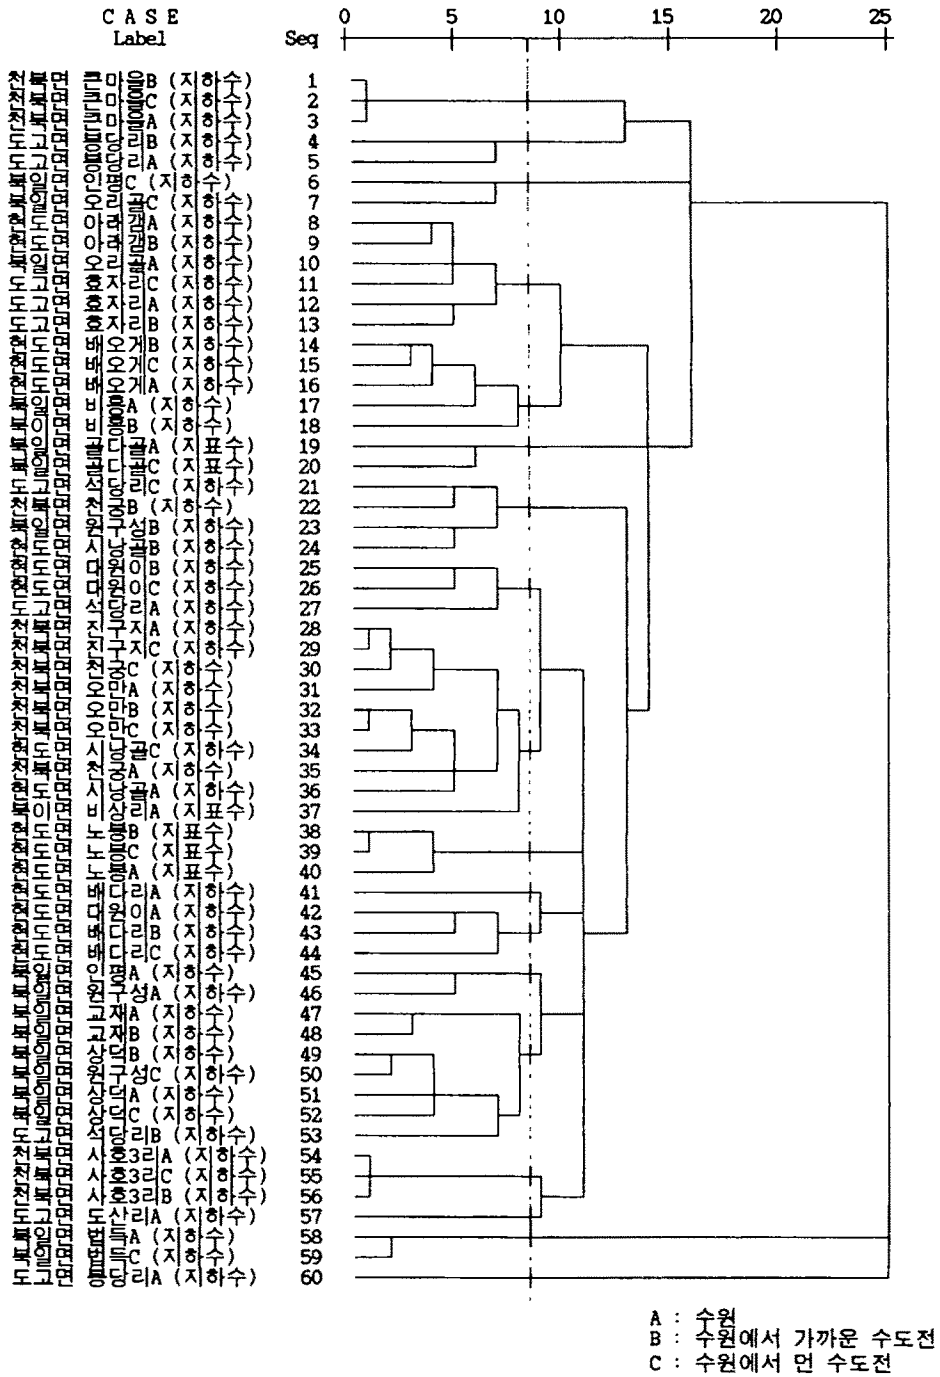 C A S E 0 5 10 15 20 25
Label Seq
천북면 큰마을B (지하수) 1
천북면 큰마을C (지하수) 2
천북면 큰마을A (지하수) 3
도고면 봉당리B (지하수) 4
도고면 봉당리A (지하수) 5
북일면 인평C (지하수) 6
북일면 오리골C (지하수) 7
현도면 아래갬A (지하수) 8
현도면 아래갬B (지하수) 9
북일면 오리골A (지하수) 10
도고면 효자리C (지하수) 11
도고면 효자리A (지하수) 12
도고면 효자리B (지하수) 13
현도면 배오개B (지하수) 14
현도면 배오개C (지하수) 15
현도면 배오개A (지하수) 16
북일면 비홍A (지하수) 17
북이면 비홍B (지하수) 18
북일면 골다골A (지표수) 19
북일면 골다골C (지표수) 20
도고면 석당리C (지하수) 21
천북면 천궁B (지하수) 22
북일면 원구성B (지하수) 23
현도면 시낭골B (지하수) 24
현도면 대원이B (지하수) 25
현도면 대원이C (지하수) 26
도고면 석당리A (지하수) 27
천북면 진구지A (지하수) 28
천북면 진구지C (지하수) 29
천북면 천궁C (지하수) 30
천북면 오만A (지하수) 31
천북면 오만B (지하수) 32
천북면 오만C (지하수) 33
현도면 시낭골C (지하수) 34
천북면 천궁A (지하수) 35
현도면 시낭골A (지하수) 36
북이면 비상리A (지표수) 37
현도면 노봉B (지표수) 38
현도면 노봉C (지표수) 39
현도면 노봉A (지표수) 40
현도면 배다리A (지하수) 41
현도면 대원이A (지하수) 42
현도면 배다리B (지하수) 43
현도면 배다리C (지하수) 44
북일면 인평A (지하수) 45
북일면 원구성A (지하수) 46
북일면 교재A (지하수) 47
북일면 교재B (지하수) 48
북일면 상덕B (지하수) 49
북일면 원구성C (지하수) 50
북일면 상덕A (지하수) 51
북일면 상덕C (지하수) 52
도고면 석당리B (지하수) 53
천북면 사호3리A (지하수) 54
천북면 사호3리C (지하수) 55
천북면 사호3리B (지하수) 56
도고면 도산리A (지하수) 57
북일면 법득A (지하수) 58
북일면 법득C (지하수) 59
도고면 봉당리A (지하수) 60
A : 수원
B : 수원에서 가까운 수도전
C : 수원에서 먼 수도전